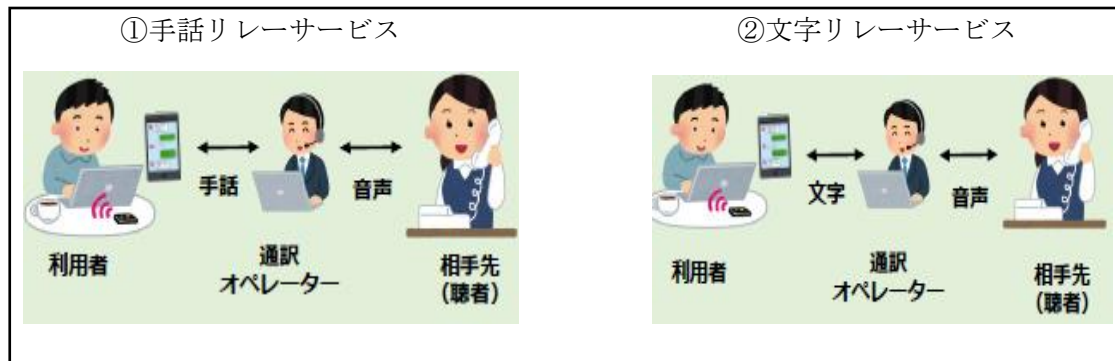 ①手話リレーサービス
手話
音声
利用者
通訳
オペレーター
相手先
(聴者)
②文字リレーサービス
文字
音声
利用者
通訳
オペレーター
相手先
(聴者)